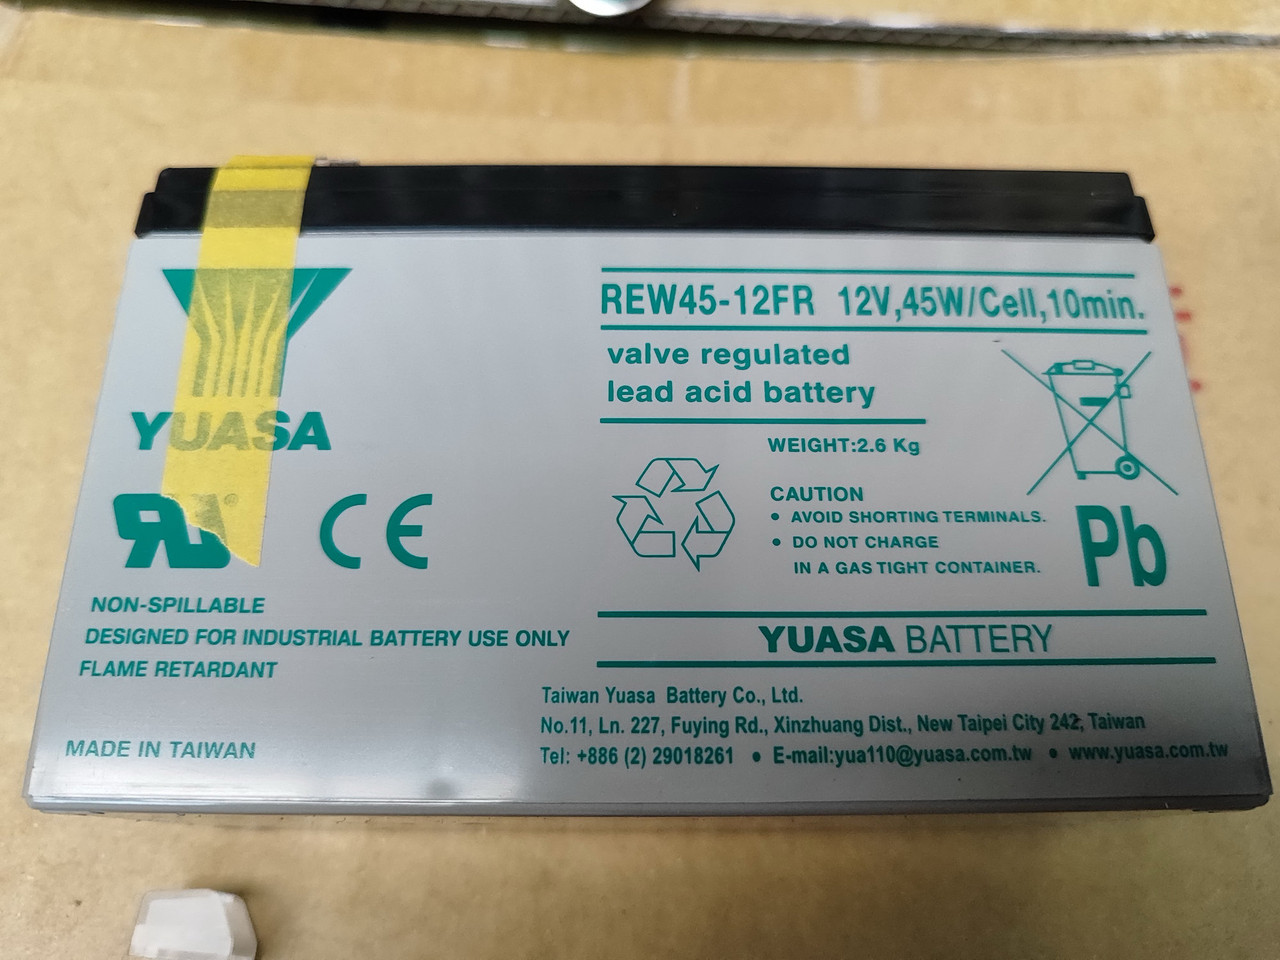 YUASA
REW45-12FR 12V,45W/Cell,10min.
valve regulated
lead acid battery
WEIGHT:2.6 Kg
CAUTION
• AVOID SHORTING TERMINALS.
• DO NOT CHARGE
IN A GAS TIGHT CONTAINER.
Pb
CE
NON-SPILLABLE
DESIGNED FOR INDUSTRIAL BATTERY USE ONLY
FLAME RETARDANT
MADE IN TAIWAN
YUASA BATTERY
Taiwan Yuasa Battery Co., Ltd.
No.11, Ln. 227, Fuying Rd., Xinzhuang Dist., New Taipei City 242, Taiwan
Tel: +886 (2) 29018261 • E-mail:yua110@yuasa.com.tw • www.yuasa.com.tw